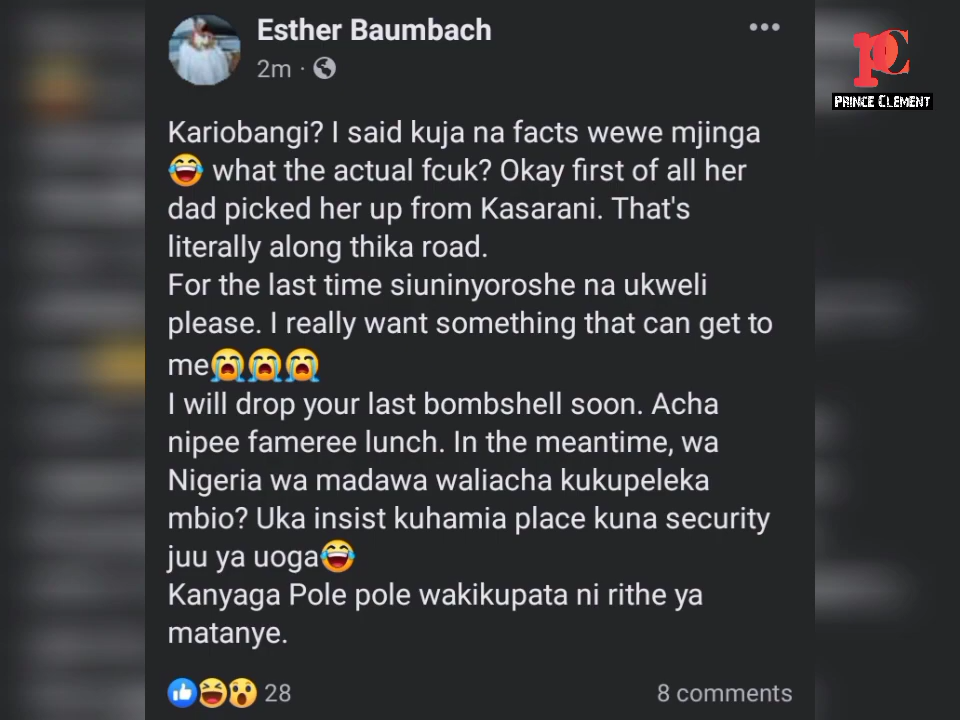 Esther Baumbach
2m ·
PRINCE CLEMENT
Kariobangi? I said kuja na facts wewe mjinga
😂 what the actual fcuk? Okay first of all her
dad picked her up from Kasarani. That's
literally along thika road.
For the last time siuninyoroshe na ukweli
please. I really want something that can get to
me😭😭😭
I will drop your last bombshell soon. Acha
nipee fameree lunch. In the meantime, wa
Nigeria wa madawa waliacha kukupeleka
mbio? Uka insist kuhamia place kuna security
juu ya uoga😂
Kanyaga Pole pole wakikupata ni rithe ya
matanye.
28
8 comments